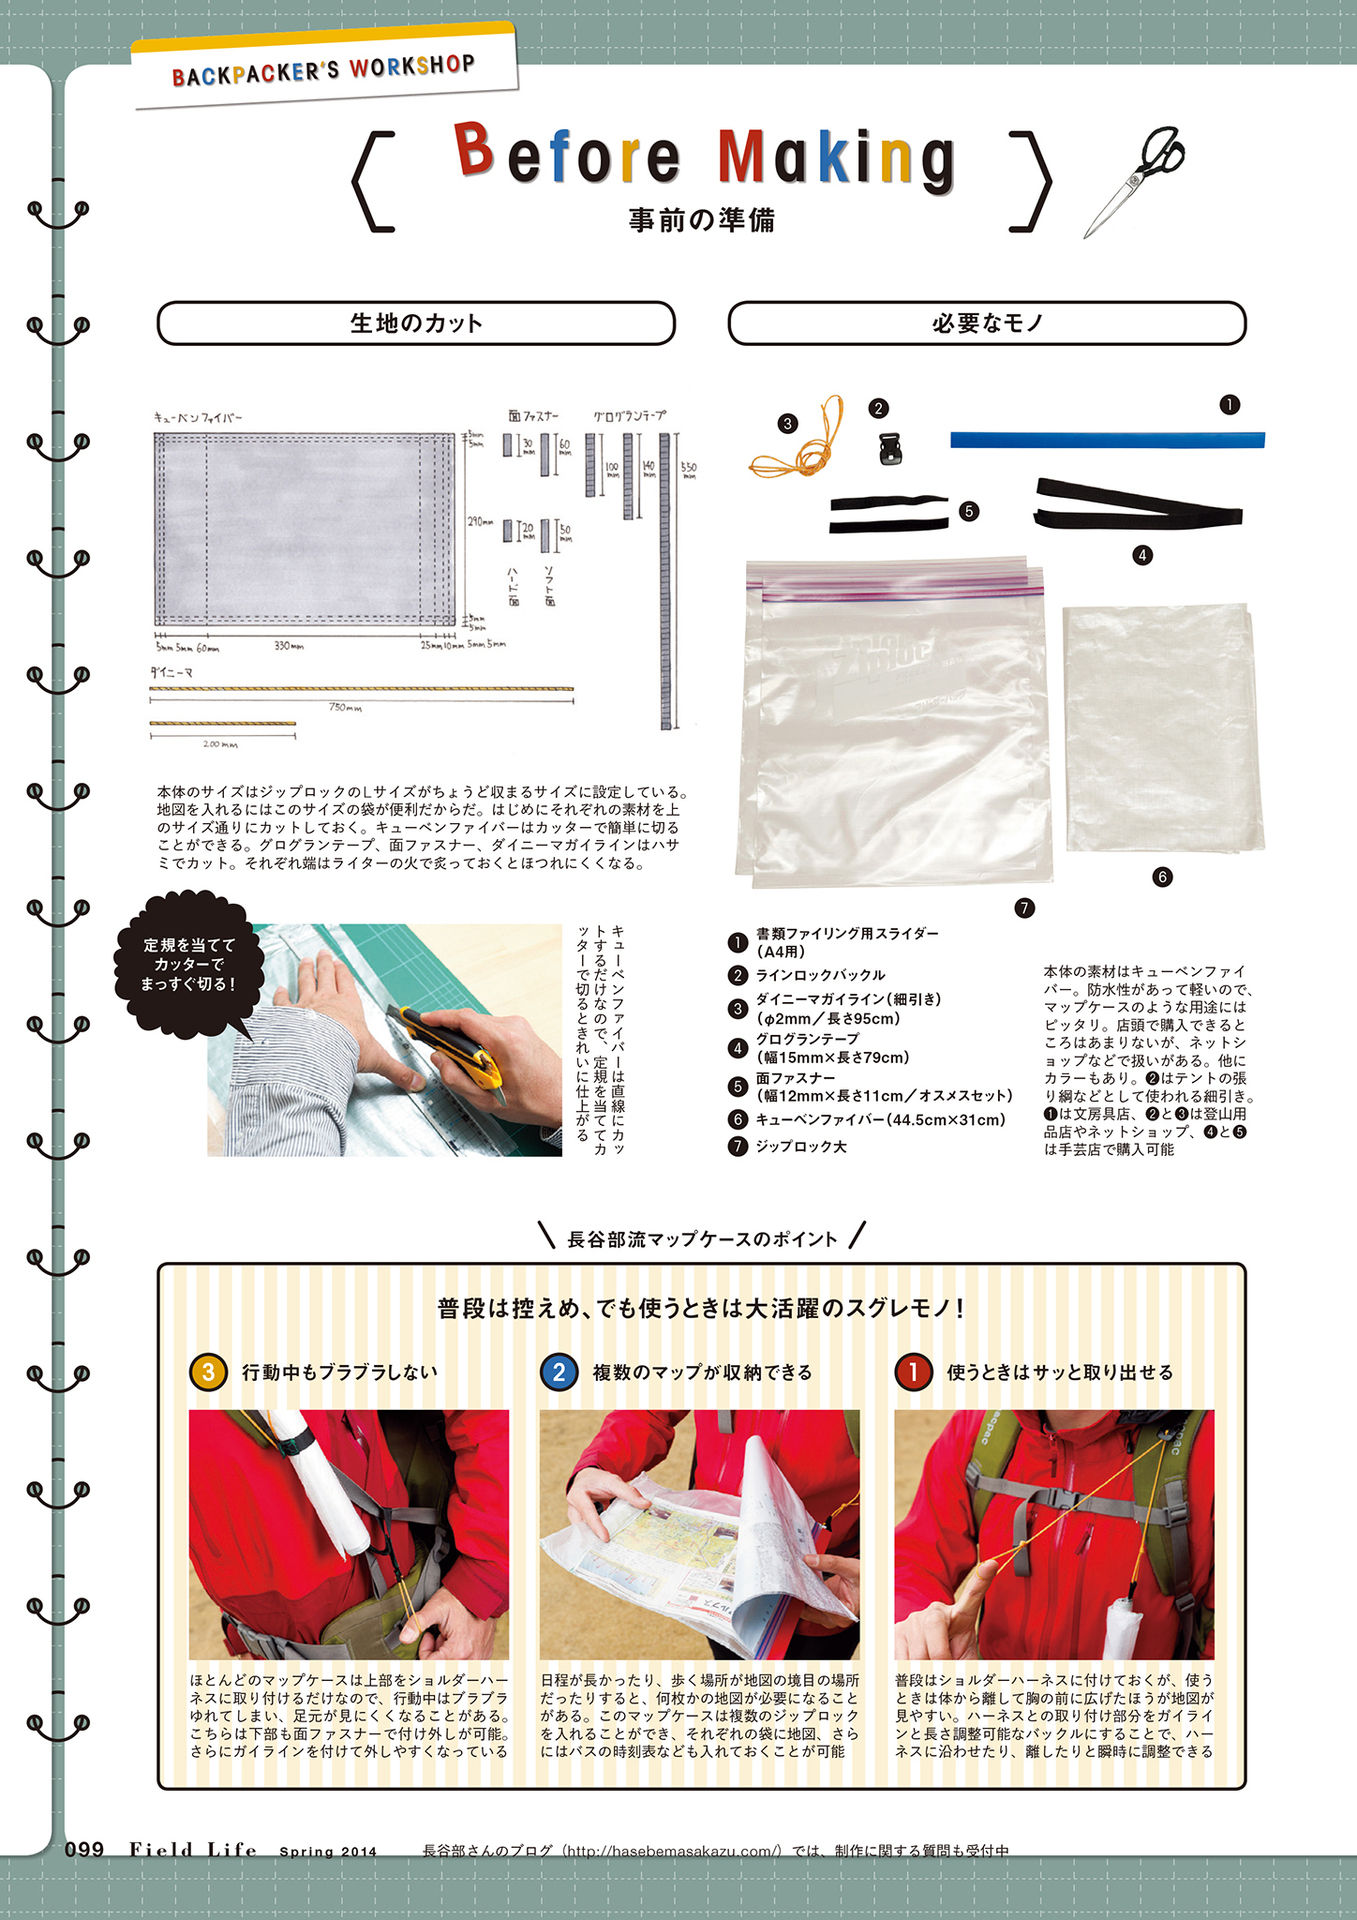 BACKPACKER'S WORKSHOP
Before Making
事前の準備
生地のカット
キューベンファイバー
面ファスナー
グログランテープ
5mm
5mm
290mm
5mm
5mm
30mm
60mm
20mm
50mm
ハード面
ソフト面
100mm
140mm
550mm
5mm 5mm 60mm
330mm
25mm 10mm 5mm 5mm
ダイニーマ
750mm
200mm
本体のサイズはジップロックのLサイズがちょうど収まるサイズに設定している。
地図を入れるにはこのサイズの袋が便利だからだ。はじめにそれぞれの素材を上
のサイズ通りにカットしておく。キューベンファイバーはカッターで簡単に切る
ことができる。グログランテープ、面ファスナー、ダイニーマガイラインはハサ
ミでカット。それぞれ端はライターの火で炙っておくとほつれにくくなる。
定規を当てて
カッターで
まっすぐ切る!
キューベンファイバーは直線にカッ
トするだけなので、定規を当ててカ
ッターで切るときれいに仕上がる
必要なモノ
3
2
1
5
4
6
7
1 書類ファイリング用スライダー
（A4用）
2 ラインロックバックル
3 ダイニーマガイライン（細引き）
（φ2mm／長さ95cm）
4 グログランテープ
（幅15mm×長さ79cm）
5 面ファスナー
（幅12mm×長さ11cm／オスメスセット）
6 キューベンファイバー（44.5cm×31cm）
7 ジップロック大
本体の素材はキューベンファイ
バー。防水性があって軽いので、
マップケースのような用途には
ピッタリ。店頭で購入できると
ころはあまりないが、ネットシ
ョップなどで扱いがある。他に
カラーもあり。❷はテントの張
り綱などとして使われる細引き。
❶は文房具店、❷と❸は登山用
品店やネットショップ、❹と❺
は手芸店で購入可能
長谷部流マップケースのポイント
普段は控えめ、でも使うときは大活躍のスグレモノ!
1 使うときはサッと取り出せる
普段はショルダーハーネスに付けておくが、使う
ときは体から離して胸の前に広げたほうが地図が
見やすい。ハーネスとの取り付け部分をガイライ
ンと長さ調整可能なバックルにすることで、ハー
ネスに沿わせたり、離したりと瞬時に調整できる
2 複数のマップが収納できる
日程が長かったり、歩く場所が地図の境目の場所
だったりすると、何枚かの地図が必要になること
がある。このマップケースは複数のジップロック
を入れることができ、それぞれの袋に地図、さら
にはバスの時刻表なども入れておくことが可能
3 行動中もブラブラしない
ほとんどのマップケースは上部をショルダーハー
ネスに取り付けるだけなので、行動中はブラブラ
ゆれてしまい、足元が見にくくなることがある。
こちらは下部も面ファスナーで付け外しが可能。
さらにガイラインを付けて外しやすくなっている
099 Field Life Spring 2014 長谷部さんのブログ（http://hasebemasakazu.com/）では、制作に関する質問も受付中